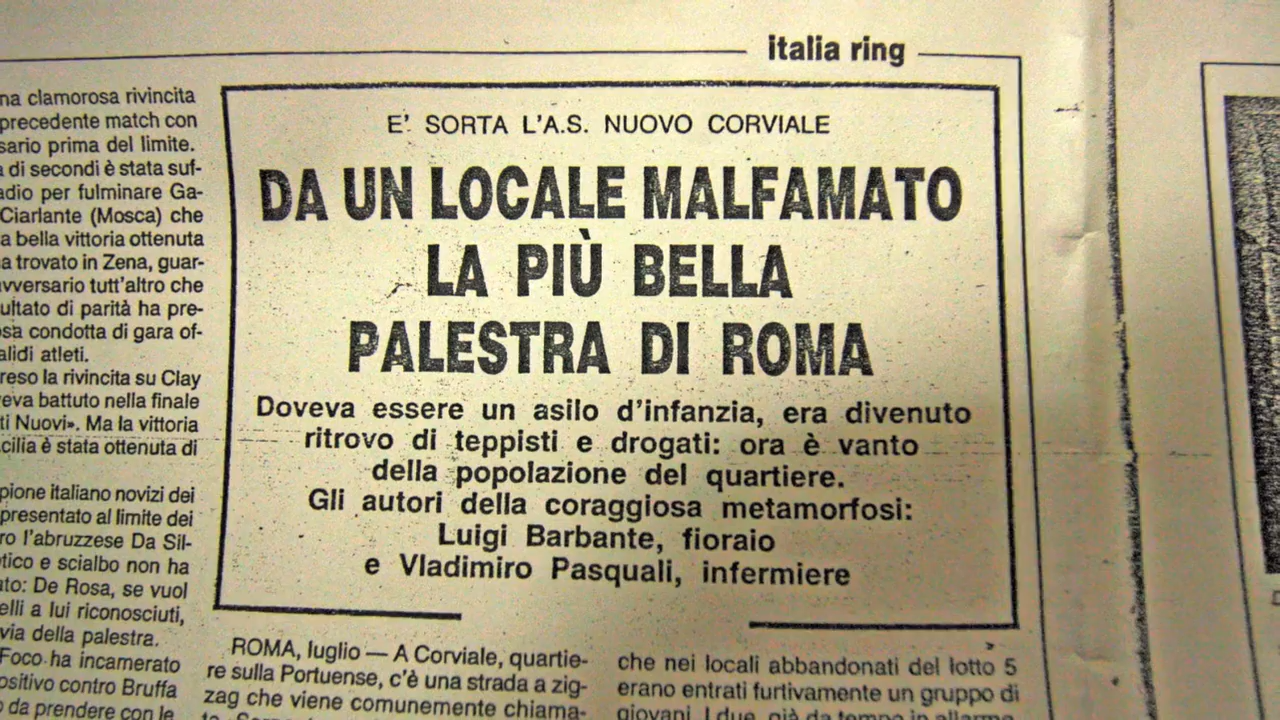 italia ring
na clamorosa rivincita
precedente match con
sario prima del limite.
a di secondi è stata suf-
adio per fulminare Ga-
Ciarlante (Mosca) che
a bella vittoria ottenuta
a trovato in Zena, guar-
vversario tutt'altro che
ultato di parità ha pre-
osa condotta di gara of-
alidi atleti.
reso la rivincita su Clay
eva battuto nella finale
ti Nuovi». Ma la vittoria
cilia è stata ottenuta di
pione italiano novizi dei
presentato al limite dei
ro l'abruzzese Da Sil-
tico e scialbo non ha
ato: De Rosa, se vuol
elli a lui riconosciuti,
via della palestra.
Foco ha incamerato
ositivo contro Bruffa
o da prendere con le
E' SORTA L'A.S. NUOVO CORVIALE
DA UN LOCALE MALFAMATO
LA PIÙ BELLA
PALESTRA DI ROMA
Doveva essere un asilo d'infanzia, era divenuto
ritrovo di teppisti e drogati: ora è vanto
della popolazione del quartiere.
Gli autori della coraggiosa metamorfosi:
Luigi Barbante, fioraio
e Vladimiro Pasquali, infermiere
ROMA, luglio — A Corviale, quartie-
re sulla Portuense, c'è una strada a zig-
zag che viene comunemente chiama-
che nei locali abbandonati del lotto 5
erano entrati furtivamente un gruppo di
giovani. I due, già da tempo in allarme